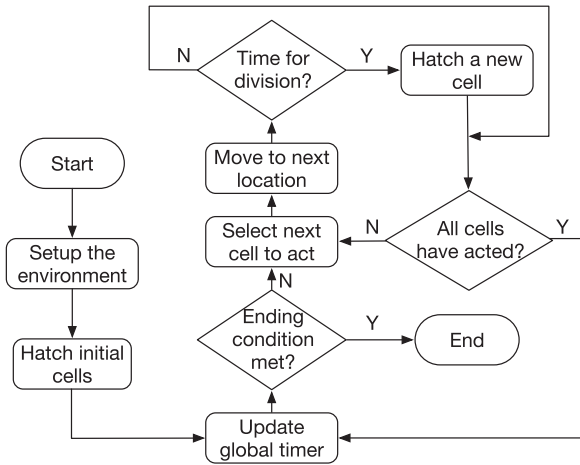 N
Time for
division?
Y
Hatch a new
cell
Start
Move to next
location
Setup the
environment
Select next
cell to act
N
All cells
have acted?
Y
N
Ending
condition
met?
Y
End
Hatch initial
cells
Update
global timer